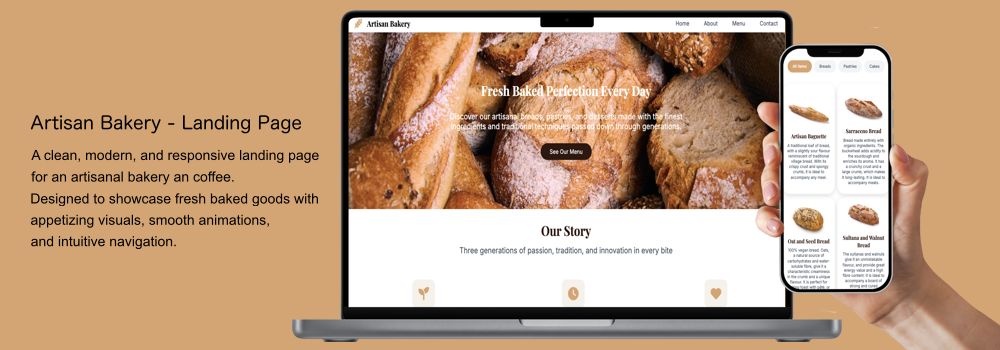 Artisan Bakery - Landing Page
A clean, modern, and responsive landing page
for an artisanal bakery an coffee.
Designed to showcase fresh baked goods with
appetizing visuals, smooth animations,
and intuitive navigation.
Artisan Bakery
Home About Menu Contact
Fresh Baked Perfection Every Day
Discover our artisanal breads, pastries, and desserts made with the finest
ingredients and traditional techniques passed down through generations.
See Our Menu
Our Story
Three generations of passion, tradition, and innovation in every bite
All Items Breads Pastries Cakes
Artisan Baguette
A traditional loaf of bread,
with a slightly sour flavour
reminiscent of traditional
village bread. With its
crispy crust and spongy
crumb, it is ideal to
accompany any meal.
Sarraceno Bread
Bread made entirely with
organic ingredients. The
buckwheat adds acidity to
the sourdough and
enriches its aroma. It has
a crunchy crust and a
large crumb, which makes
it long-lasting. It is ideal to
accompany meals.
Oat and Seed Bread
100% vegan bread. Oats,
a natural source of
carbohydrates and water-
soluble fibre, give it a
characteristic creaminess
in the crumb and a unique
flavour. It is perfect for
Sultana and Walnut
Bread
The sultanas and walnuts
give it an unmistakable
flavour, and provide great
energy value and a high
fibre content. It is ideal to
accompany a board of
strong and cured